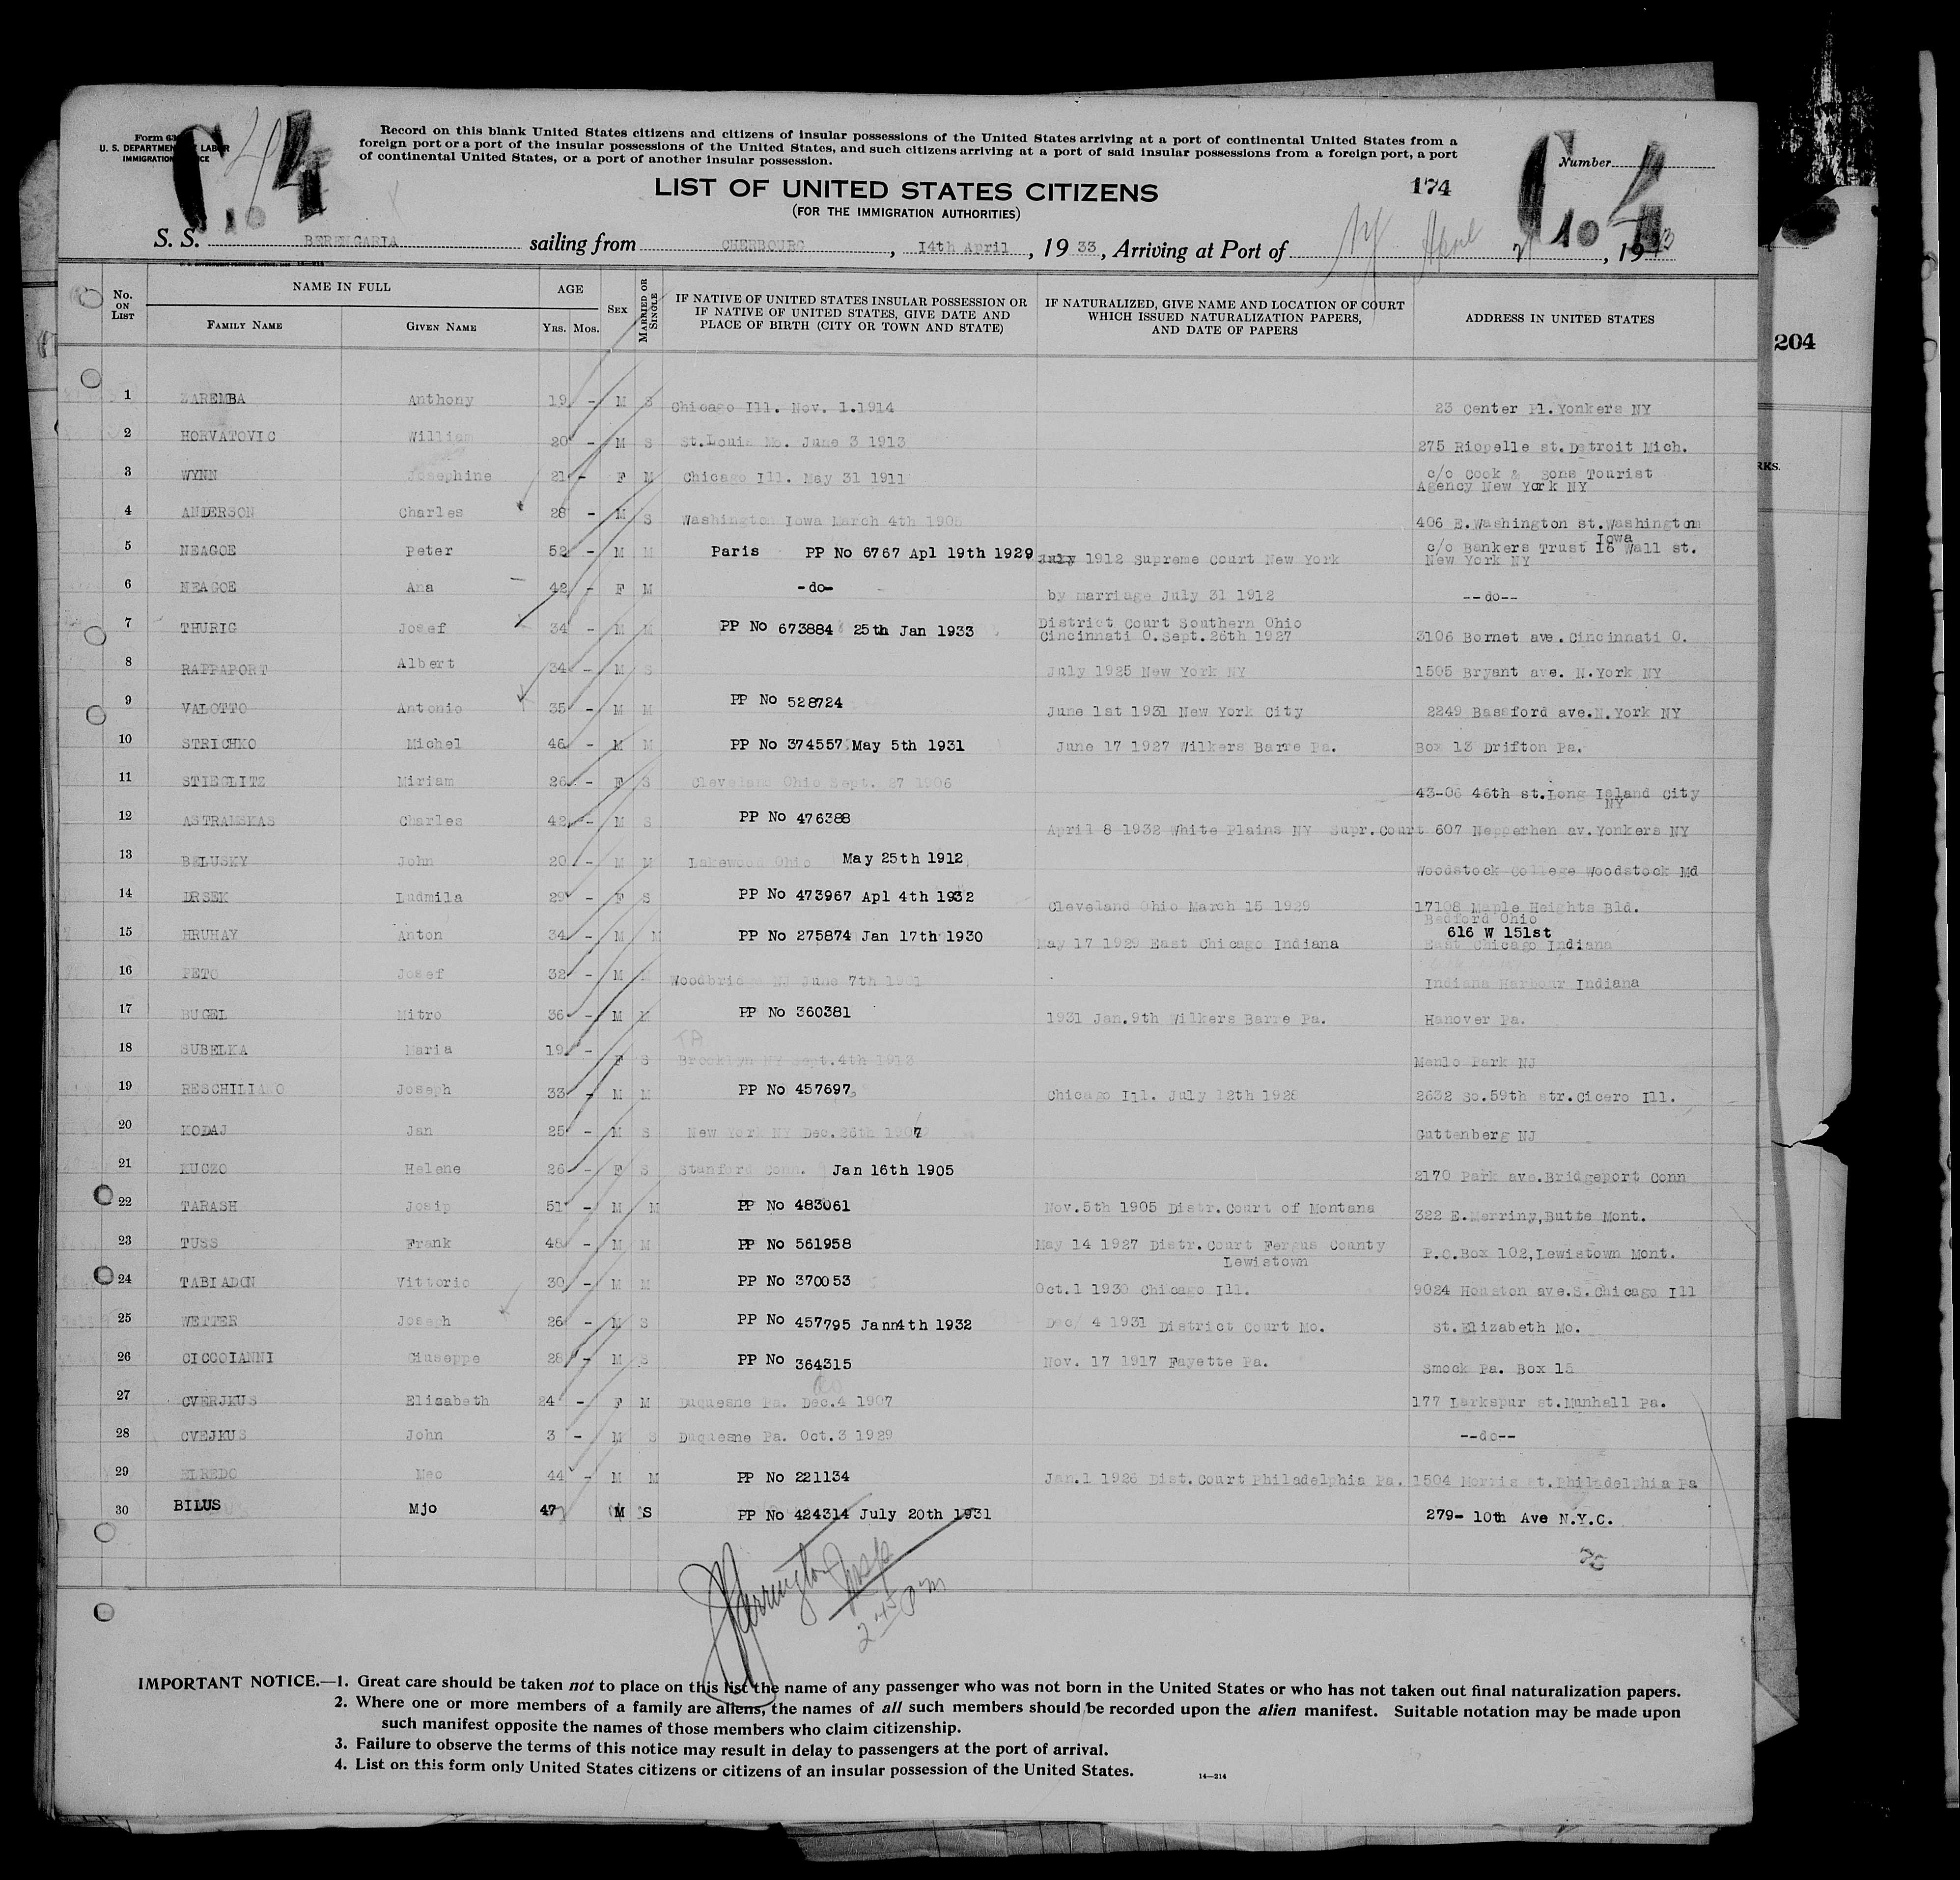 Form 63
U. S. DEPARTMENT OF LABOR
IMMIGRATION SERVICE
Record on this blank United States citizens and citizens of insular possessions of the United States arriving at a port of continental United States from a
foreign port or a port of the insular possessions of the United States, and such citizens arriving at a port of said insular possessions from a foreign port, a port
of continental United States, or a port of another insular possession.
Number
LIST OF UNITED STATES CITIZENS
174
(FOR THE IMMIGRATION AUTHORITIES)
S. S. BERENGARIA sailing from CHERBOURG, 14th April, 19 33, Arriving at Port of NY April 21, 1933
No. ON LIST
NAME IN FULL
FAMILY NAME
GIVEN NAME
AGE
YRS. MOS.
SEX
MARRIED OR SINGLE
IF NATIVE OF UNITED STATES INSULAR POSSESSION OR
IF NATIVE OF UNITED STATES, GIVE DATE AND
PLACE OF BIRTH (CITY OR TOWN AND STATE)
IF NATURALIZED, GIVE NAME AND LOCATION OF COURT
WHICH ISSUED NATURALIZATION PAPERS,
AND DATE OF PAPERS
ADDRESS IN UNITED STATES
204
RKS.
1 ZAREMBA Anthony 19 - M S Chicago Ill. Nov. 1.1914 23 Center Pl.Yonkers NY
2 HORVATOVIC William 20 - M S St.Louis Mo. June 3 1913 275 Riopelle st.Detroit Mich.
3 WYNN Josephine 21 - F M Chicago Ill. May 31 1911 c/o Cook & Sons Tourist
Agency New York NY
4 ANDERSON Charles 28 - M S Washington Iowa March 4th 1905 406 E.Washington st.Washington
Iowa
5 NEAGOE Peter 52 - M M Paris PP No 6767 Apl 19th 1929 July 1912 Supreme Court New York c/o Bankers Trust 16 Wall st.
New York NY
6 NEAGOE Ana 42 - F M -do- by marriage July 31 1912 --do--
7 THURIG Josef 34 - M M PP No 673884 25th Jan 1933 District Court Southern Ohio
Cincinnati O.Sept.26th 1927 3106 Bornet ave.Cincinnati O.
8 RAPPAPORT Albert 34 - M S July 1925 New York NY 1505 Bryant ave. N.York NY
9 VALOTTO Antonio 35 - M M PP No 528724 June 1st 1931 New York City 2249 Bassford ave.N.York NY
10 STRICHKO Michel 46 - M M PP No 374557 May 5th 1931 June 17 1927 Wilkers Barre Pa. Box 13 Drifton Pa.
11 STIEGLITZ Miriam 26 - F S Cleveland Ohio Sept. 27 1906 43-06 46th st.Long Island City
NY
12 ASTRAMSKAS Charles 42 - M S PP No 476388 April 8 1932 White Plains NY Supr.Court 607 Nepperhen av.Yonkers NY
13 BELUSKY John 20 - M M Lakewood Ohio May 25th 1912 Woodstock College Woodstock Md
14 DRSEK Ludmila 29 - F S PP No 473967 Apl 4th 1932 Cleveland Ohio March 15 1929 17108 Maple Heights Bld.
Bedford Ohio
15 HRUHAY Anton 34 - M M PP No 275874 Jan 17th 1930 May 17 1929 East Chicago Indiana 616 W 151st
East Chicago Indiana
16 PETO Josef 32 - M Woodbridge NJ June 7th 1901 Indiana Harbour Indiana
17 BUGEL Mitro 36 - M M PP No 360381 1931 Jan.9th Wilkers Barre Pa. Hanover Pa.
18 SUBELKA Maria 19 - F S Brooklyn NY Sept.4th 1913 Menlo Park NJ
19 RESCHILIANO Joseph 33 - M M PP No 457697 Chicago Ill. July 12th 1928 2632 So.59th str.Cicero Ill.
20 KODAJ Jan 25 - M S New York NY Dec.26th 1907 Guttenberg NJ
21 KUCZO Helene 26 - F S Stanford Conn. Jan 16th 1905 2170 Park ave.Bridgeport Conn
22 TARASH Josip 51 - M M PP No 483061 Nov.5th 1905 Distr.Court of Montana 322 E.Merriny,Butte Mont.
23 TUSS Frank 48 - M M PP No 561958 May 14 1927 Distr.Court Fergus County
Lewistown P.O.Box 102,Lewistown Mont.
24 TABIADON Vittorio 30 - M M PP No 370053 Oct.1 1930 Chicago Ill. 9024 Houston ave.S.Chicago Ill
25 WETTER Joseph 26 - M S PP No 457795 Jann4th 1932 Dec/ 4 1931 District Court Mo. St.Elizabeth Mo.
26 CICCOIANNI Giuseppe 28 - M S PP No 364315 Nov. 17 1917 Fayette Pa. Smock Pa. Box 15
27 CVERJKUS Elizabeth 24 - F M Duquesne Pa. Dec.4 1907 177 Larkspur st.Munhall Pa.
28 CVEJKUS John 3 - M S Duquesne Pa. Oct.3 1929 --do--
29 ELREDO Meo 44 - M M PP No 221134 Jan.1 1926 Dist.Court Philadelphia Pa. 1504 Morris st.Philadelphia Pa
30 BILUS Mjo 47 M S PP No 424314 July 20th 1931 279- 10th Ave N.Y.C.
Harrington Insp
2 45 pm
IMPORTANT NOTICE.—1. Great care should be taken not to place on this list the name of any passenger who was not born in the United States or who has not taken out final naturalization papers.
2. Where one or more members of a family are aliens, the names of all such members should be recorded upon the alien manifest. Suitable notation may be made upon
such manifest opposite the names of those members who claim citizenship.
3. Failure to observe the terms of this notice may result in delay to passengers at the port of arrival.
4. List on this form only United States citizens or citizens of an insular possession of the United States.
14—214